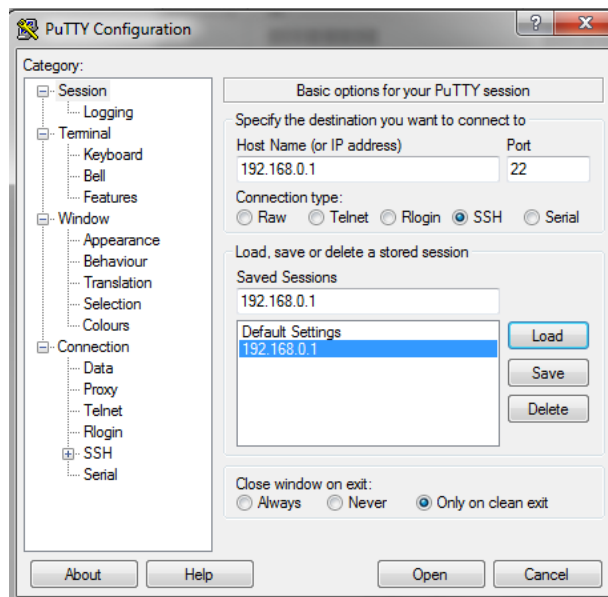 PuTTY Configuration
?
Category:
Session
Logging
Terminal
Keyboard
Bell
Features
Window
Appearance
Behaviour
Translation
Selection
Colours
Connection
Data
Proxy
Telnet
Rlogin
SSH
Serial
Basic options for your PuTTY session
Specify the destination you want to connect to
Host Name (or IP address) Port
192.168.0.1 22
Connection type:
Raw Telnet Rlogin SSH Serial
Load, save or delete a stored session
Saved Sessions
192.168.0.1
Default Settings
192.168.0.1
Load
Save
Delete
Close window on exit:
Always Never Only on clean exit
About Help Open Cancel